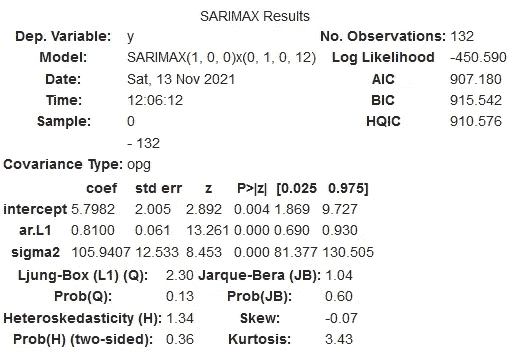 SARIMAX Results
Dep. Variable: y No. Observations: 132
Model: SARIMAX(1, 0, 0)x(0, 1, 0, 12) Log Likelihood -450.590
Date: Sat, 13 Nov 2021 AIC 907.180
Time: 12:06:12 BIC 915.542
Sample: 0 HQIC 910.576
- 132
Covariance Type: opg
coef std err z P>|z| [0.025 0.975]
intercept 5.7982 2.005 2.892 0.004 1.869 9.727
ar.L1 0.8100 0.061 13.261 0.000 0.690 0.930
sigma2 105.9407 12.533 8.453 0.000 81.377 130.505
Ljung-Box (L1) (Q): 2.30 Jarque-Bera (JB): 1.04
Prob(Q): 0.13 Prob(JB): 0.60
Heteroskedasticity (H): 1.34 Skew: -0.07
Prob(H) (two-sided): 0.36 Kurtosis: 3.43